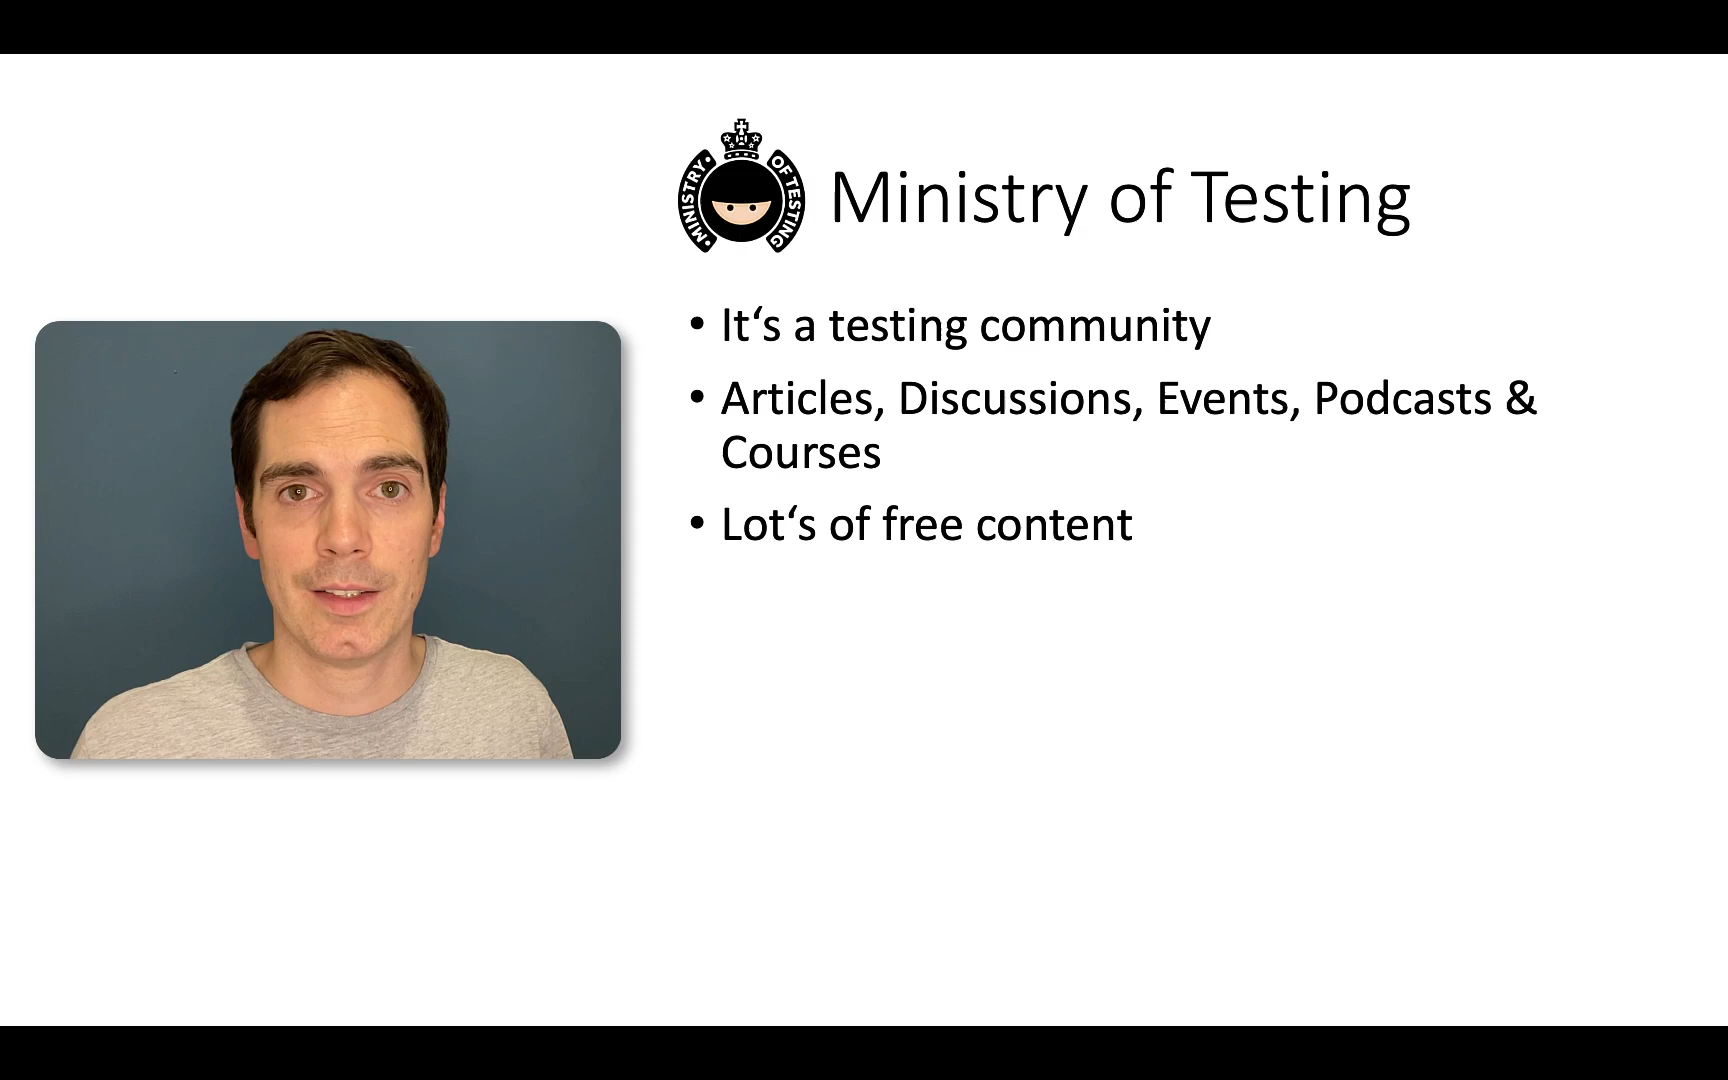 MINISTRY OF TESTING
Ministry of Testing
• It‘s a testing community
• Articles, Discussions, Events, Podcasts &
Courses
• Lot‘s of free content